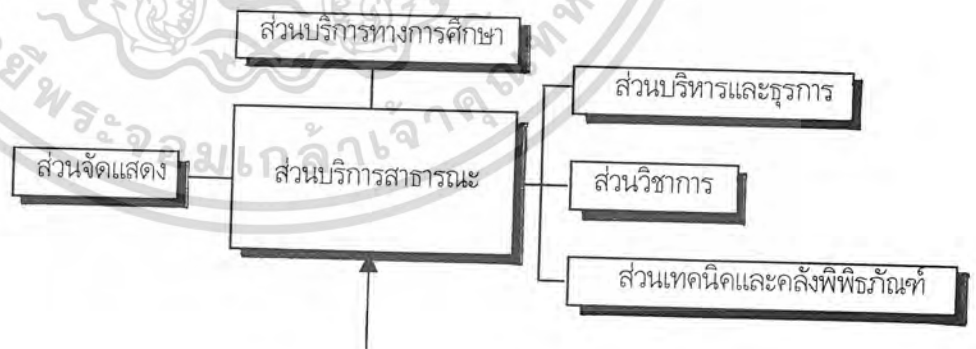 ส่วนบริการทางการศึกษา
ส่วนบริหารและธุรการ
ส่วนจัดแสดง
ส่วนบริการสาธารณะ
ส่วนวิชาการ
ส่วนเทคนิคและคลังพิพิธภัณฑ์